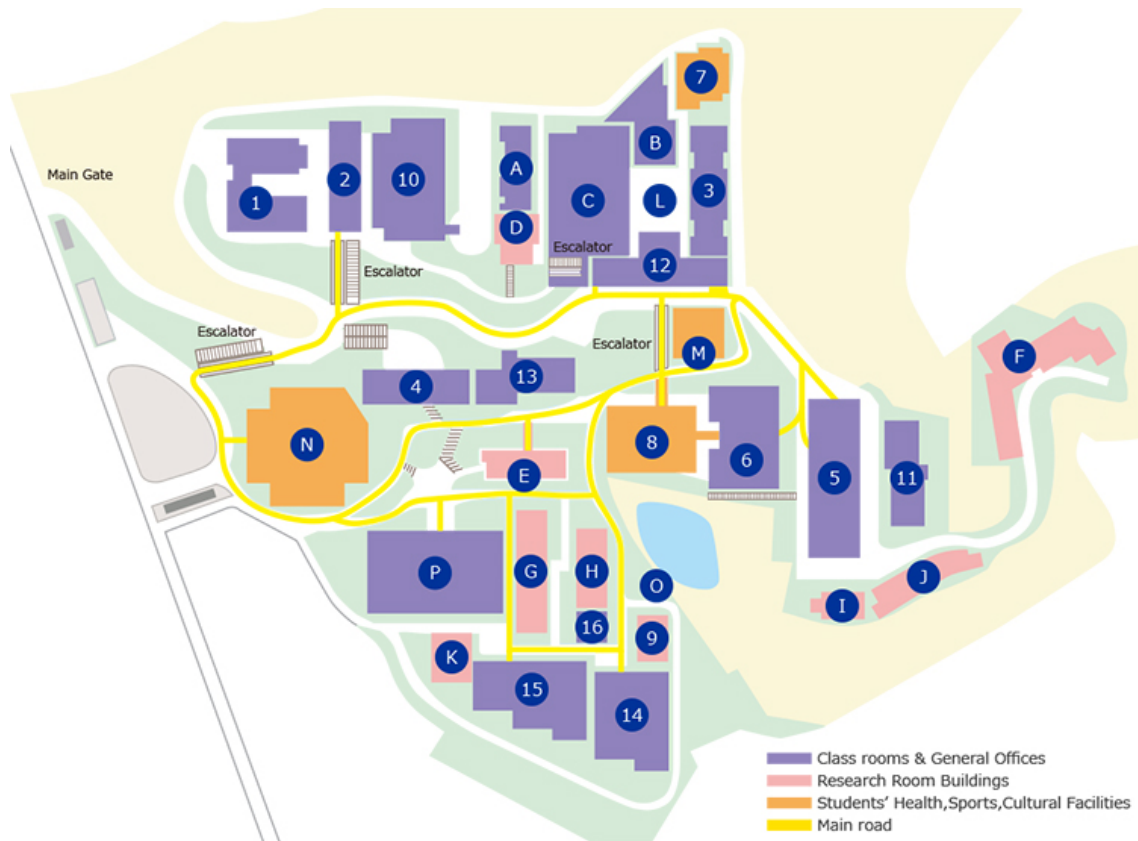 7
B
2
10
A
Main Gate
1
C
L
3
D
Escalator
12
Escalator
Escalator
Escalator
M
F
4
13
N
8
6
E
5
11
P
G
H
O
J
I
16
9
K
15
14
Class rooms & General Offices
Research Room Buildings
Students' Health,Sports,Cultural Facilities
Main road